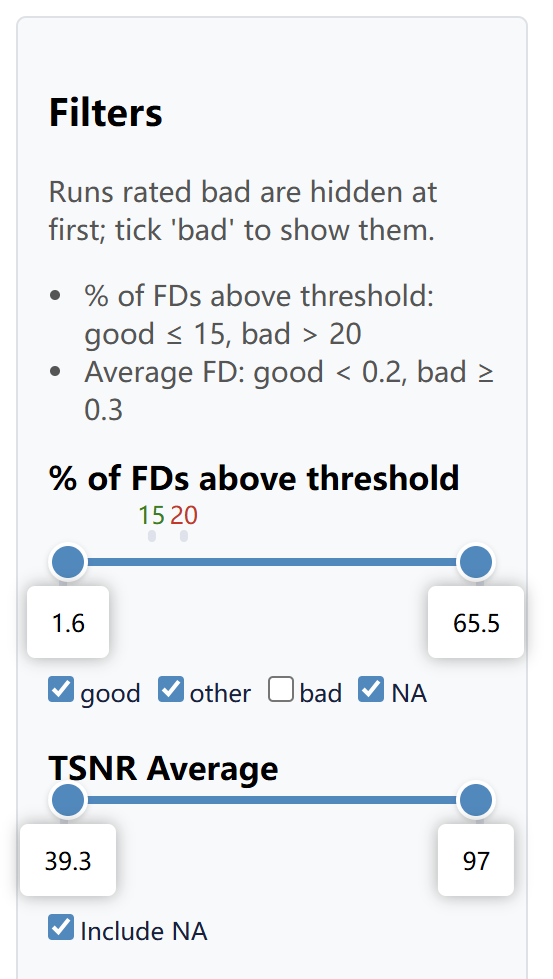 Filters
Runs rated bad are hidden at
first; tick 'bad' to show them.
• % of FDs above threshold:
good ≤ 15, bad > 20
• Average FD: good < 0.2, bad ≥
0.3
% of FDs above threshold
15 20
1.6 65.5
good other bad NA
TSNR Average
39.3 97
Include NA